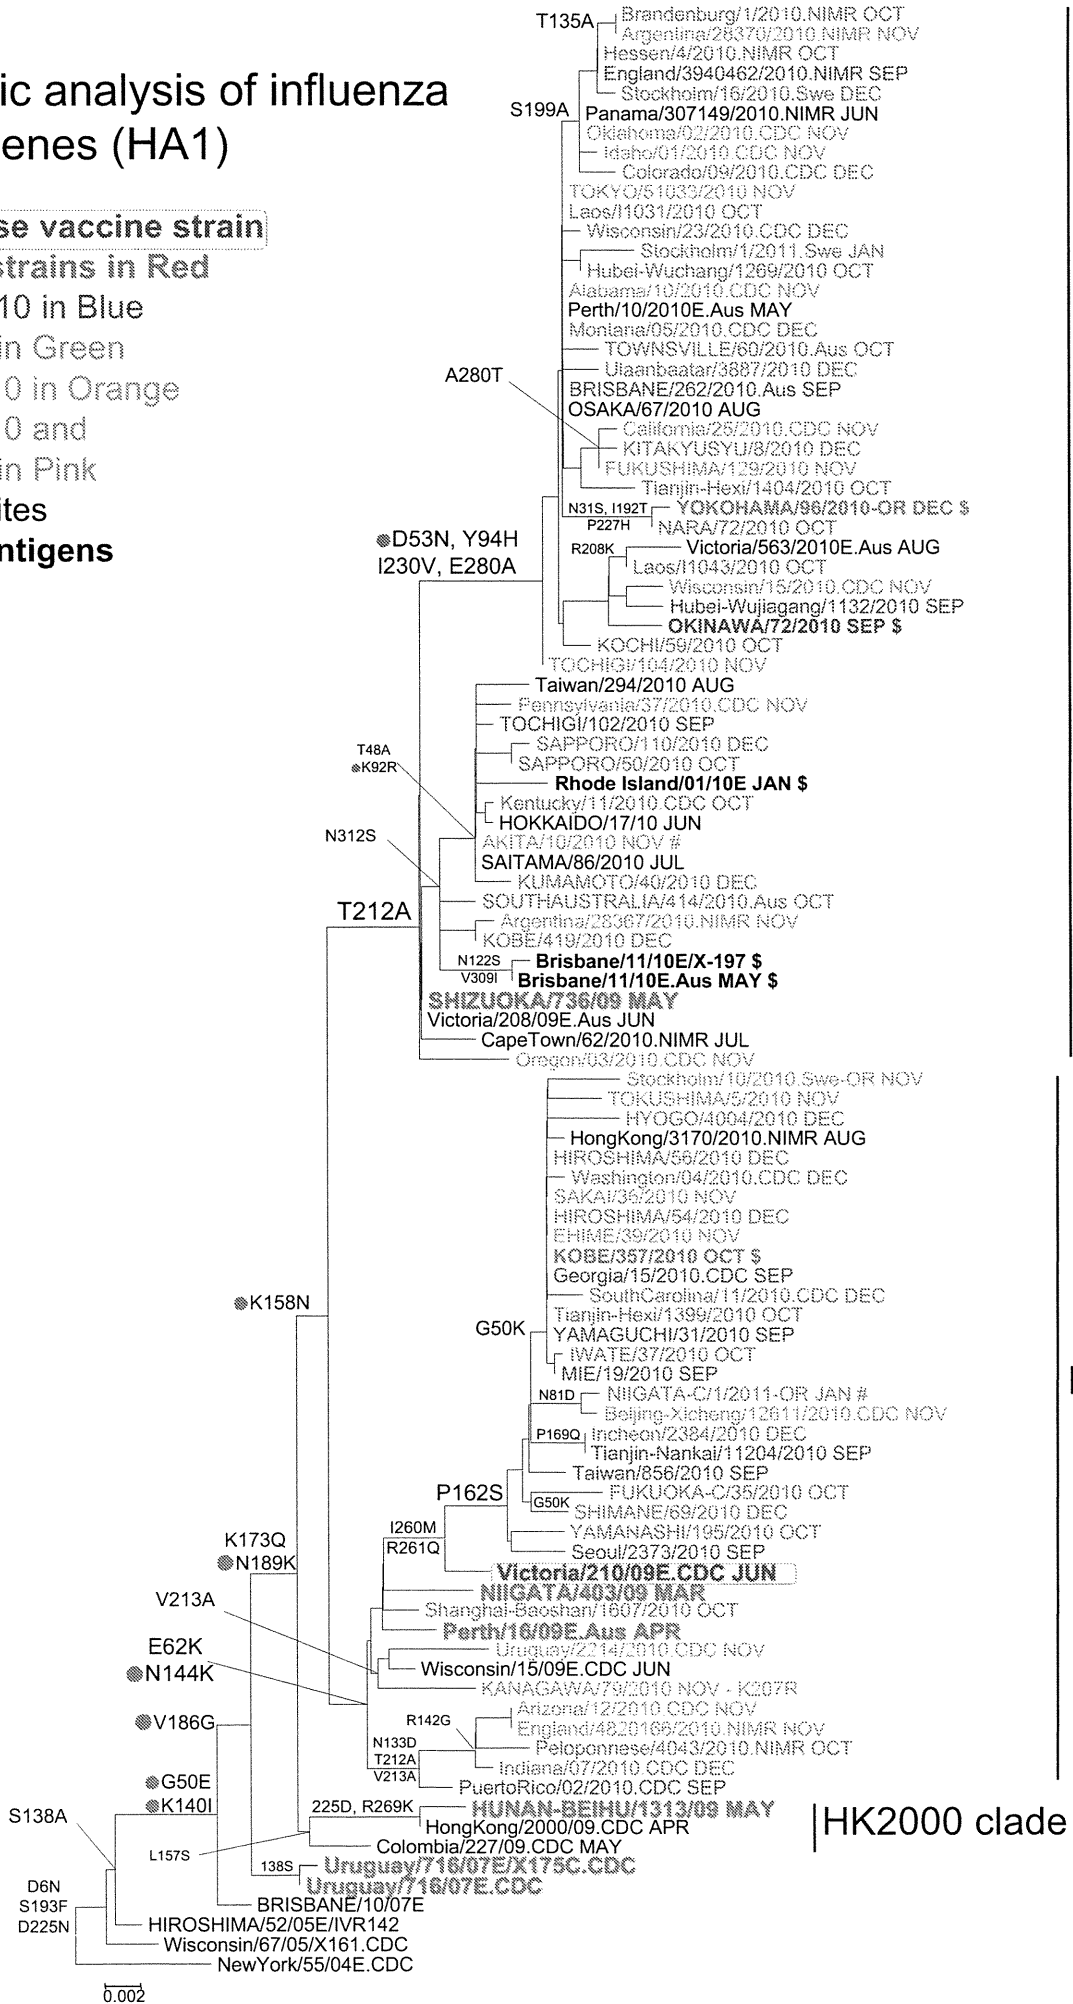 ic analysis of influenza
enes (HA1)
se vaccine strain
strains in Red
10 in Blue
in Green
0 in Orange
0 and
in Pink
ites
ntigens
T135A
Brandenburg/1/2010.NIMR OCT
Argentina/28370/2010.NIMR NOV
Hessen/4/2010.NIMR OCT
England/3940462/2010.NIMR SEP
Stockholm/16/2010.Swe DEC
S199A
Panama/307149/2010.NIMR JUN
Oklahoma/02/2010.CDC NOV
Idaho/01/2010.CDC NOV
Colorado/09/2010.CDC DEC
TOKYO/51033/2010 NOV
Laos/I1031/2010 OCT
Wisconsin/23/2010.CDC DEC
Stockholm/1/2011.Swe JAN
Hubei-Wuchang/1269/2010 OCT
Alabama/10/2010.CDC NOV
Perth/10/2010E.Aus MAY
Montana/05/2010.CDC DEC
TOWNSVILLE/60/2010.Aus OCT
Ulaanbaatar/3887/2010 DEC
A280T
BRISBANE/262/2010.Aus SEP
OSAKA/67/2010 AUG
California/25/2010.CDC NOV
KITAKYUSYU/8/2010 DEC
FUKUSHIMA/129/2010 NOV
Tianjin-Hexi/1404/2010 OCT
N31S, I192T
P227H
YOKOHAMA/96/2010-OR DEC $
NARA/72/2010 OCT
D53N, Y94H
I230V, E280A
R208K
Victoria/563/2010E.Aus AUG
Laos/I1043/2010 OCT
Wisconsin/15/2010.CDC NOV
Hubei-Wujiagang/1132/2010 SEP
OKINAWA/72/2010 SEP $
KOCHI/59/2010 OCT
TOCHIGI/104/2010 NOV
Taiwan/294/2010 AUG
Pennsylvania/37/2010.CDC NOV
TOCHIGI/102/2010 SEP
SAPPORO/110/2010 DEC
T48A
K92R
SAPPORO/50/2010 OCT
Rhode Island/01/10E JAN $
Kentucky/11/2010.CDC OCT
HOKKAIDO/17/10 JUN
N312S
AKITA/10/2010 NOV #
SAITAMA/86/2010 JUL
KUMAMOTO/40/2010 DEC
SOUTHAUSTRALIA/414/2010.Aus OCT
T212A
Argentina/28367/2010.NIMR NOV
KOBE/419/2010 DEC
N122S
V309I
Brisbane/11/10E/X-197 $
Brisbane/11/10E.Aus MAY $
SHIZUOKA/736/09 MAY
Victoria/208/09E.Aus JUN
CapeTown/62/2010.NIMR JUL
Oregon/03/2010.CDC NOV
Stockholm/10/2010.Swe-OR NOV
TOKUSHIMA/5/2010 NOV
HYOGO/4004/2010 DEC
HongKong/3170/2010.NIMR AUG
HIROSHIMA/56/2010 DEC
Washington/04/2010.CDC DEC
SAKAI/36/2010 NOV
HIROSHIMA/54/2010 DEC
EHIME/39/2010 NOV
KOBE/357/2010 OCT $
Georgia/15/2010.CDC SEP
SouthCarolina/11/2010.CDC DEC
K158N
Tianjin-Hexi/1399/2010 OCT
G50K
YAMAGUCHI/31/2010 SEP
IWATE/37/2010 OCT
MIE/19/2010 SEP
N81D
NIIGATA-C/1/2011-OR JAN #
Beijing-Xicheng/12611/2010.CDC NOV
P169Q
Incheon/2384/2010 DEC
Tianjin-Nankai/11204/2010 SEP
Taiwan/856/2010 SEP
P162S
FUKUOKA-C/35/2010 OCT
G50K
SHIMANE/69/2010 DEC
I260M
R261Q
YAMANASHI/195/2010 OCT
Seoul/2373/2010 SEP
K173Q
N189K
Victoria/210/09E.CDC JUN
NIIGATA/403/09 MAR
V213A
Shanghai-Baoshan/1607/2010 OCT
Perth/16/09E.Aus APR
E62K
N144K
Uruguay/2214/2010.CDC NOV
Wisconsin/15/09E.CDC JUN
KANAGAWA/79/2010 NOV - K207R
Arizona/12/2010.CDC NOV
V186G
R142G
England/4820166/2010.NIMR NOV
N133D
T212A
V213A
Peloponnese/4043/2010.NIMR OCT
Indiana/07/2010.CDC DEC
PuertoRico/02/2010.CDC SEP
G50E
K140I
225D, R269K
HUNAN-BEIHU/1313/09 MAY
HK2000 clade
S138A
HongKong/2000/09.CDC APR
L157S
Colombia/227/09.CDC MAY
138S
Uruguay/716/07E/X175C.CDC
Uruguay/716/07E.CDC
D6N
S193F
D225N
BRISBANE/10/07E
HIROSHIMA/52/05E/IVR142
Wisconsin/67/05/X161.CDC
NewYork/55/04E.CDC
0.002